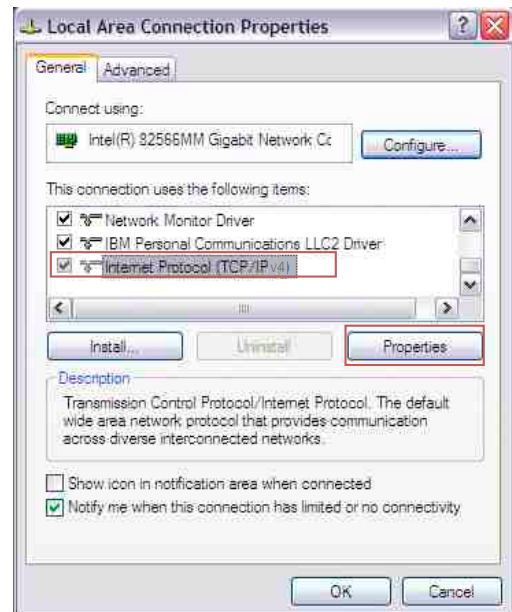 Local Area Connection Properties
General
Advanced
Connect using:
Intel(R) 82566MM Gigabit Network Cc
Configure...
This connection uses the following items:
Network Monitor Driver
IBM Personal Communications LLC2 Driver
Internet Protocol (TCP/IPv4)
Install...
Uninstall
Properties
Description
Transmission Control Protocol/Internet Protocol. The default
wide area network protocol that provides communication
across diverse interconnected networks.
Show icon in notification area when connected
Notify me when this connection has limited or no connectivity
OK
Cancel